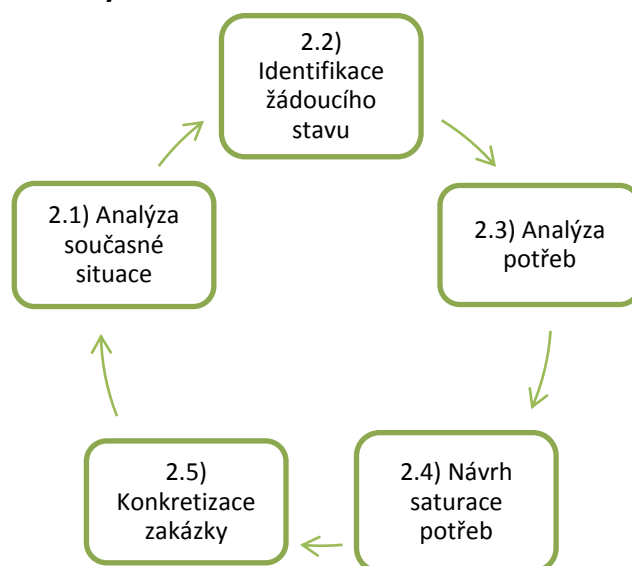 2.2)
Identifikace
žádoucího
stavu
2.1) Analýza
současné
situace
2.3) Analýza
potřeb
2.5)
Konkretizace
zakázky
2.4) Návrh
saturace
potřeb